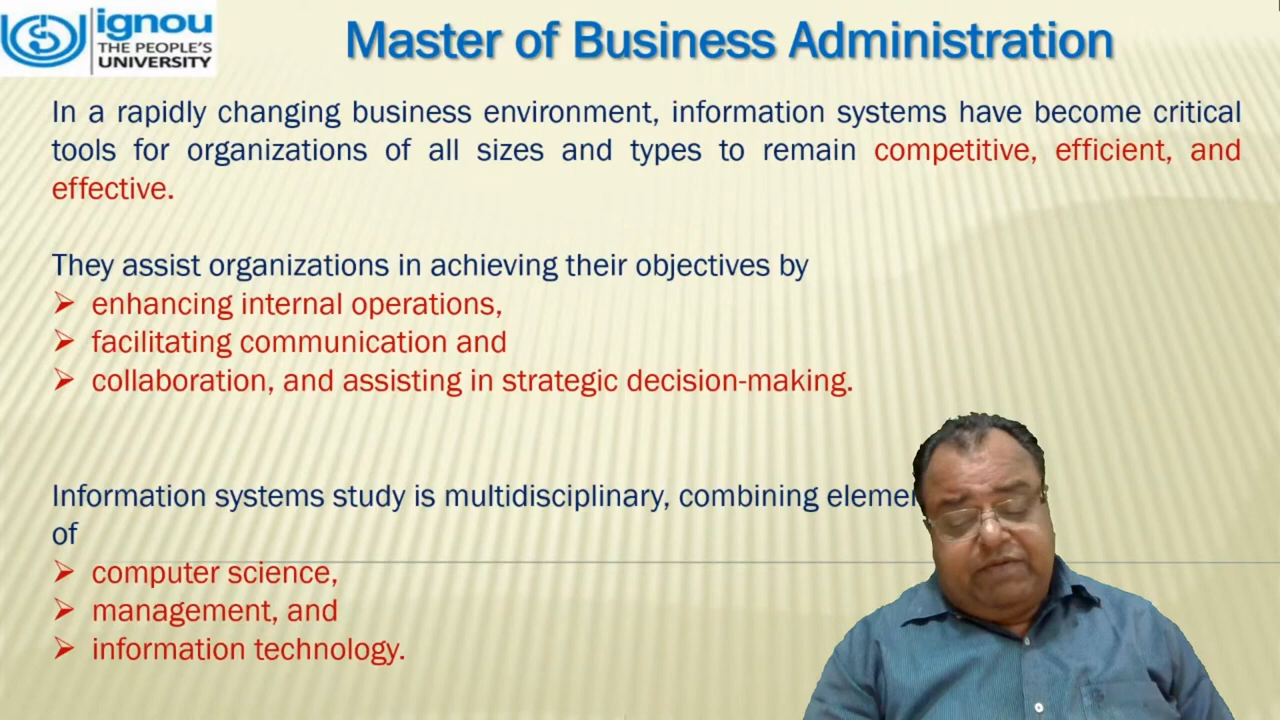 ignou
THE PEOPLE'S
UNIVERSITY
Master of Business Administration
In a rapidly changing business environment, information systems have become critical
tools for organizations of all sizes and types to remain competitive, efficient, and
effective.
They assist organizations in achieving their objectives by
enhancing internal operations,
facilitating communication and
collaboration, and assisting in strategic decision-making.
Information systems study is multidisciplinary, combining
of
computer science,
management, and
information technology.